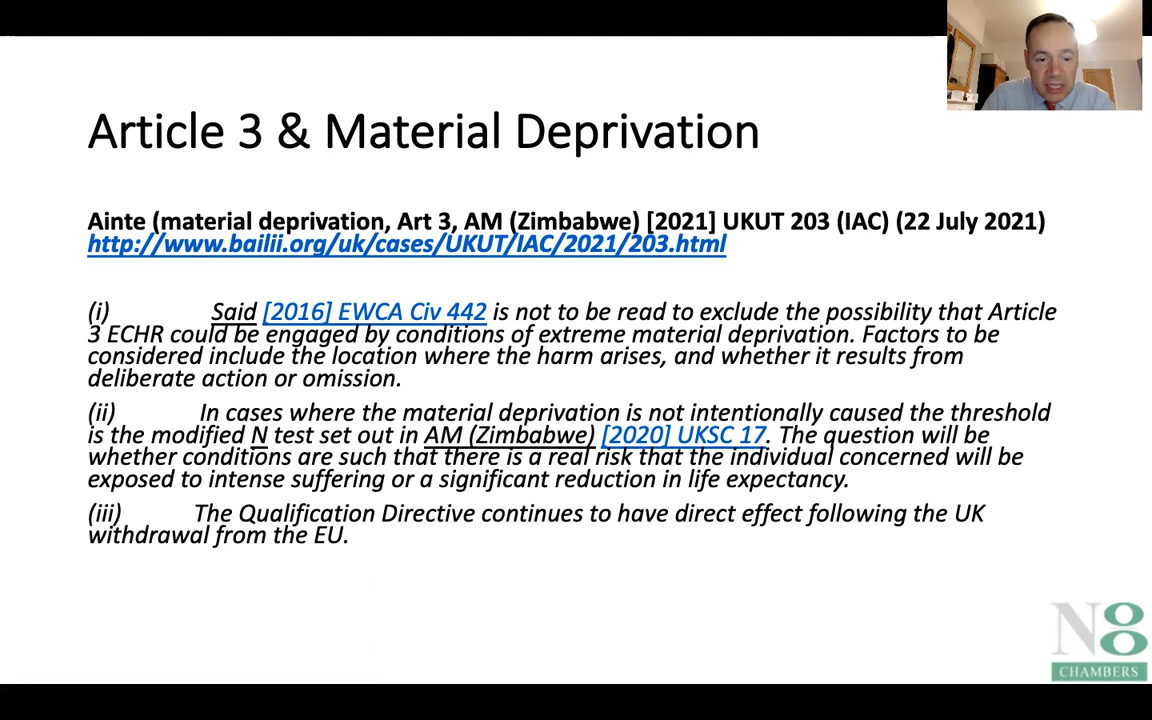 Article 3 & Material Deprivation
Ainte (material deprivation, Art 3, AM (Zimbabwe) [2021] UKUT 203 (IAC) (22 July 2021)
http://www.bailii.org/uk/cases/UKUT/IAC/2021/203.html
(i) Said [2016] EWCA Civ 442 is not to be read to exclude the possibility that Article
3 ECHR could be engaged by conditions of extreme material deprivation. Factors to be
considered include the location where the harm arises, and whether it results from
deliberate action or omission.
(ii) In cases where the material deprivation is not intentionally caused the threshold
is the modified N test set out in AM (Zimbabwe) [2020] UKSC 17. The question will be
whether conditions are such that there is a real risk that the individual concerned will be
exposed to intense suffering or a significant reduction in life expectancy.
(iii) The Qualification Directive continues to have direct effect following the UK
withdrawal from the EU.
N8
CHAMBERS